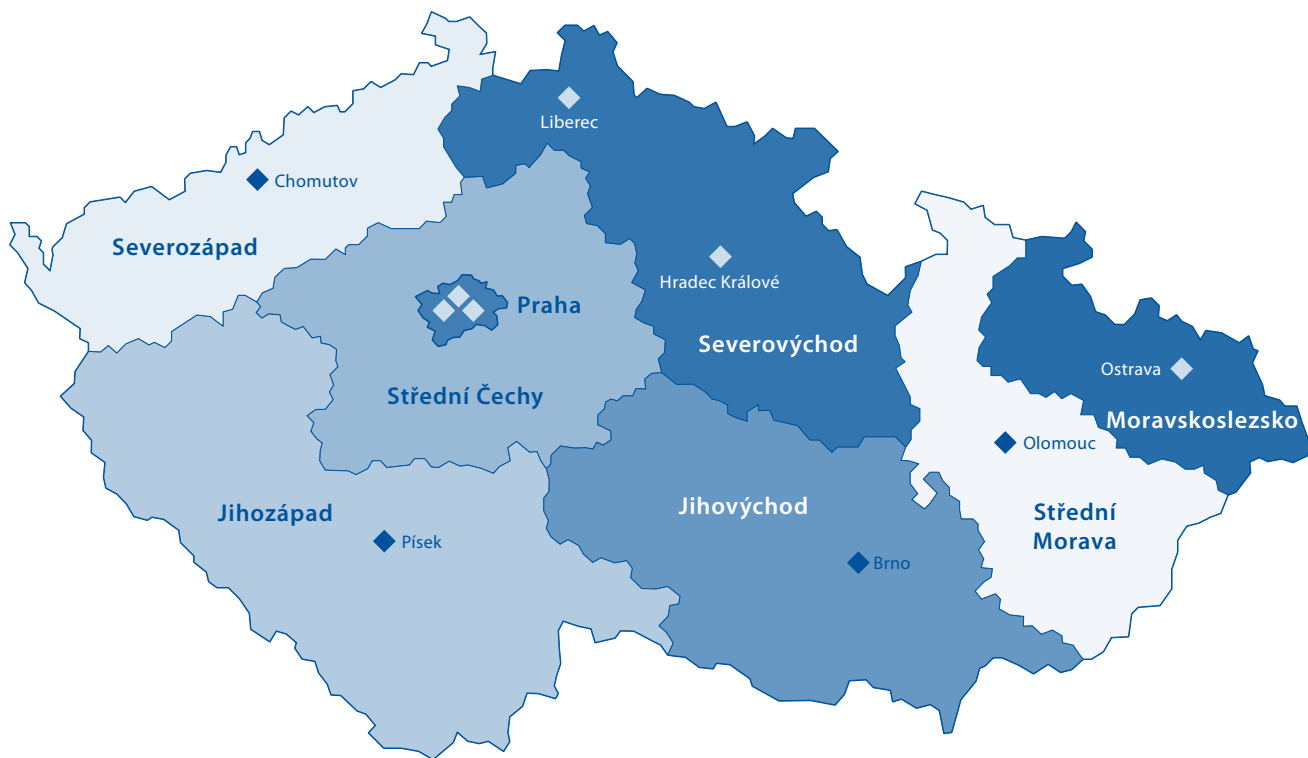 Liberec
Chomutov
Severozápad
Hradec Králové
Praha
Severovýchod
Ostrava
Střední Čechy
Moravskoslezsko
Olomouc
Jihozápad
Jihovýchod
Střední
Morava
Písek
Brno